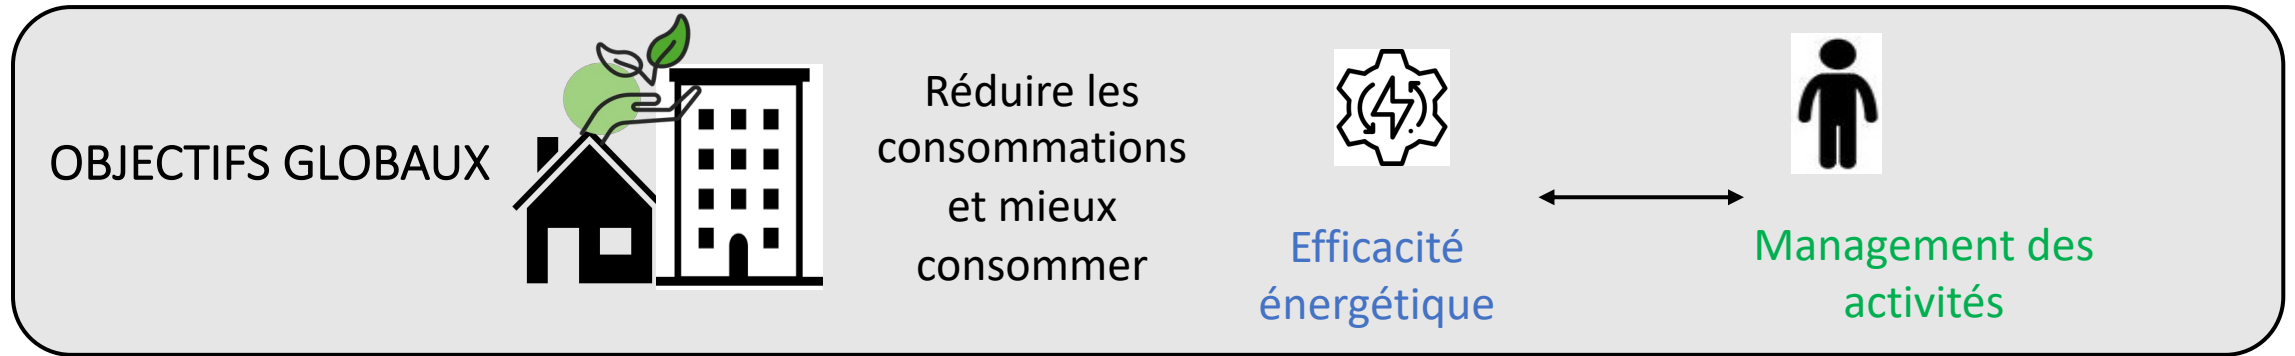 OBJECTIFS GLOBAUX
Réduire les
consommations
et mieux
consommer
Efficacité
énergétique
Management des
activités